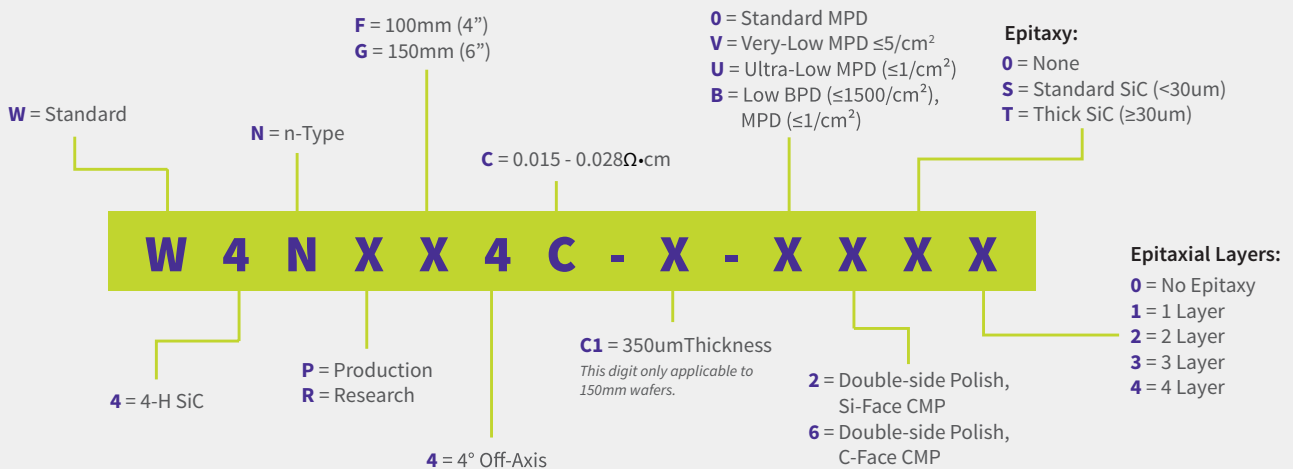 F = 100mm (4”)
G = 150mm (6”)
0 = Standard MPD
V = Very-Low MPD ≤5/cm²
U = Ultra-Low MPD (≤1/cm²)
B = Low BPD (≤1500/cm²),
MPD (≤1/cm²)
Epitaxy:
0 = None
S = Standard SiC (<30um)
T = Thick SiC (≥30um)
W = Standard
N = n-Type
C = 0.015 - 0.028Ω•cm
W 4 N X X 4 C - X - X X X X
Epitaxial Layers:
0 = No Epitaxy
1 = 1 Layer
2 = 2 Layer
3 = 3 Layer
4 = 4 Layer
4 = 4-H SiC
P = Production
R = Research
4 = 4° Off-Axis
C1 = 350umThickness
This digit only applicable to
150mm wafers.
2 = Double-side Polish,
Si-Face CMP
6 = Double-side Polish,
C-Face CMP